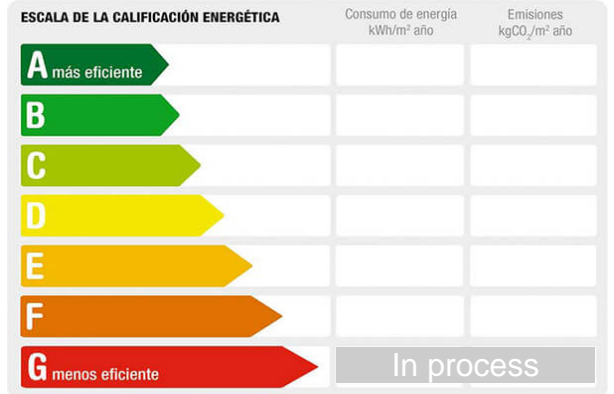 ESCALA DE LA CALIFICACIÓN ENERGÉTICA
Consumo de energía
kWh/m² año
Emisiones
kgCO₂/m² año
A más eficiente
B
C
D
E
F
G menos eficiente
In process